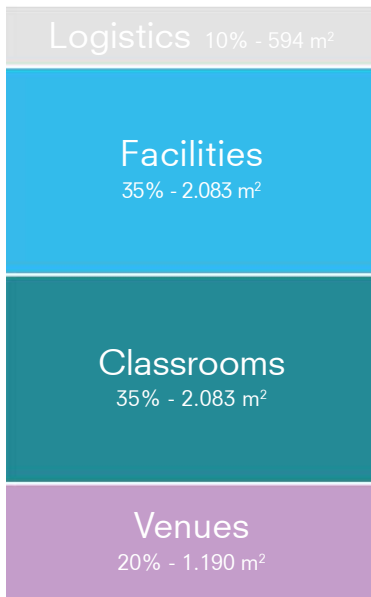 Logistics 10% - 594 m²
Facilities
35% - 2.083 m²
Classrooms
35% - 2.083 m²
Venues
20% - 1.190 m²